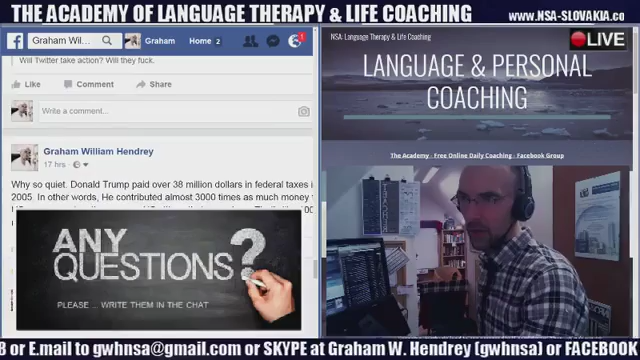 THE ACADEMY OF LANGUAGE THERAPY & LIFE COACHING
www.NSA-SLOVAKIA.co
Graham Wil...
Graham
Home 2
Will Twitter take action? Will they fuck.
Like Comment Share
Write a comment...
Graham William Hendrey
17 hrs
Why so quiet. Donald Trump paid over 38 million dollars in federal taxes i
2005. In other words, He contributed almost 3000 times as much money
ANY
QUESTIONS?
PLEASE ... WRITE THEM IN THE CHAT
NSA: Language Therapy & Life Coaching
LIVE
LANGUAGE & PERSONAL
COACHING
The Academy - Free Online Daily Coaching - Facebook Group
B or E.mail to gwhnsa@gmail.com or SKYPE at Graham W. Hendrey (gwhnsa) or FACEBOOK